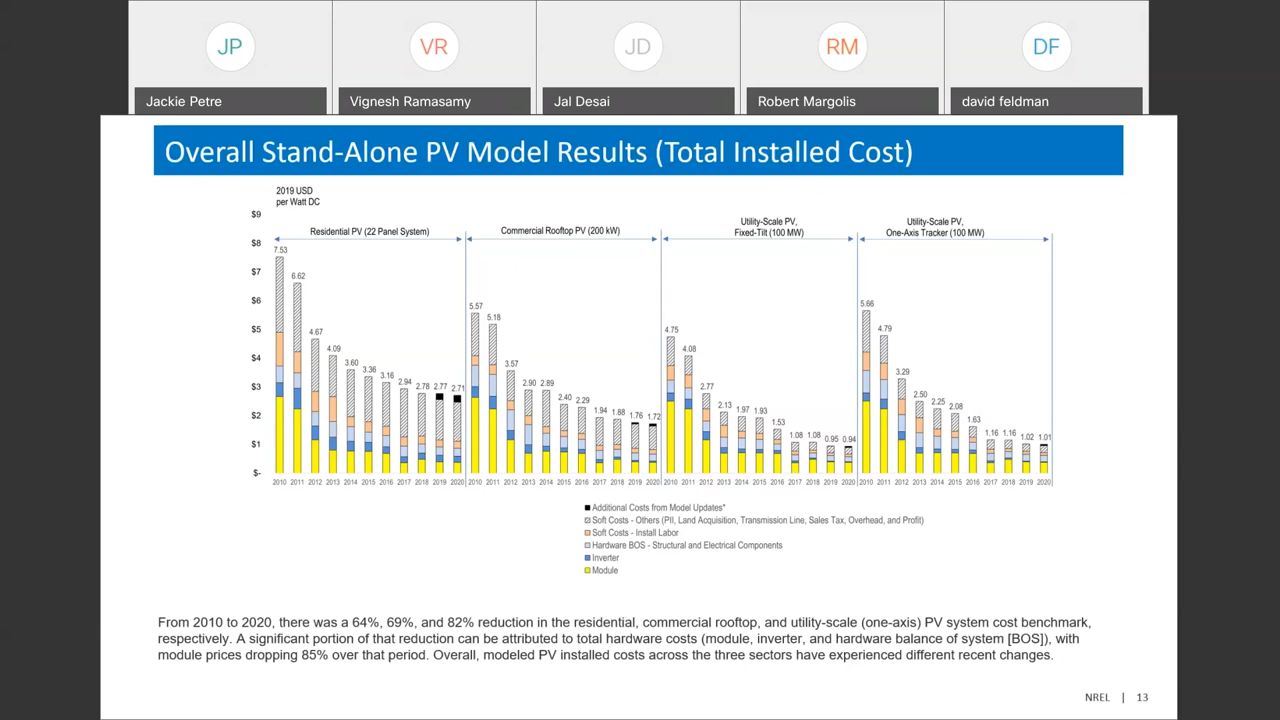 JP VR JD RM DF
Jackie Petre Vignesh Ramasamy Jal Desai Robert Margolis david feldman
Overall Stand-Alone PV Model Results (Total Installed Cost)
2019 USD
per Watt DC
$9
$8
$7
$6
$5
$4
$3
$2
$1
$-
Residential PV (22 Panel System)
7.53 6.62 4.67 4.09 3.60 3.36 3.16 2.94 2.78 2.77 2.71
2010 2011 2012 2013 2014 2015 2016 2017 2018 2019 2020
Commercial Rooftop PV (200 kW)
5.57 5.18 3.57 2.90 2.89 2.40 2.29 1.94 1.88 1.76 1.72
2010 2011 2012 2013 2014 2015 2016 2017 2018 2019 2020
Utility-Scale PV,
Fixed-Tilt (100 MW)
4.75 4.08 2.77 2.13 1.97 1.93 1.53 1.08 1.08 0.95 0.94
2010 2011 2012 2013 2014 2015 2016 2017 2018 2019 2020
Utility-Scale PV,
One-Axis Tracker (100 MW)
5.66 4.79 3.29 2.50 2.25 2.08 1.63 1.16 1.16 1.02 1.01
2010 2011 2012 2013 2014 2015 2016 2017 2018 2019 2020
Additional Costs from Model Updates*
Soft Costs - Others (PII, Land Acquisition, Transmission Line, Sales Tax, Overhead, and Profit)
Soft Costs - Install Labor
Hardware BOS - Structural and Electrical Components
Inverter
Module
From 2010 to 2020, there was a 64%, 69%, and 82% reduction in the residential, commercial rooftop, and utility-scale (one-axis) PV system cost benchmark,
respectively. A significant portion of that reduction can be attributed to total hardware costs (module, inverter, and hardware balance of system [BOS]), with
module prices dropping 85% over that period. Overall, modeled PV installed costs across the three sectors have experienced different recent changes.
NREL | 13